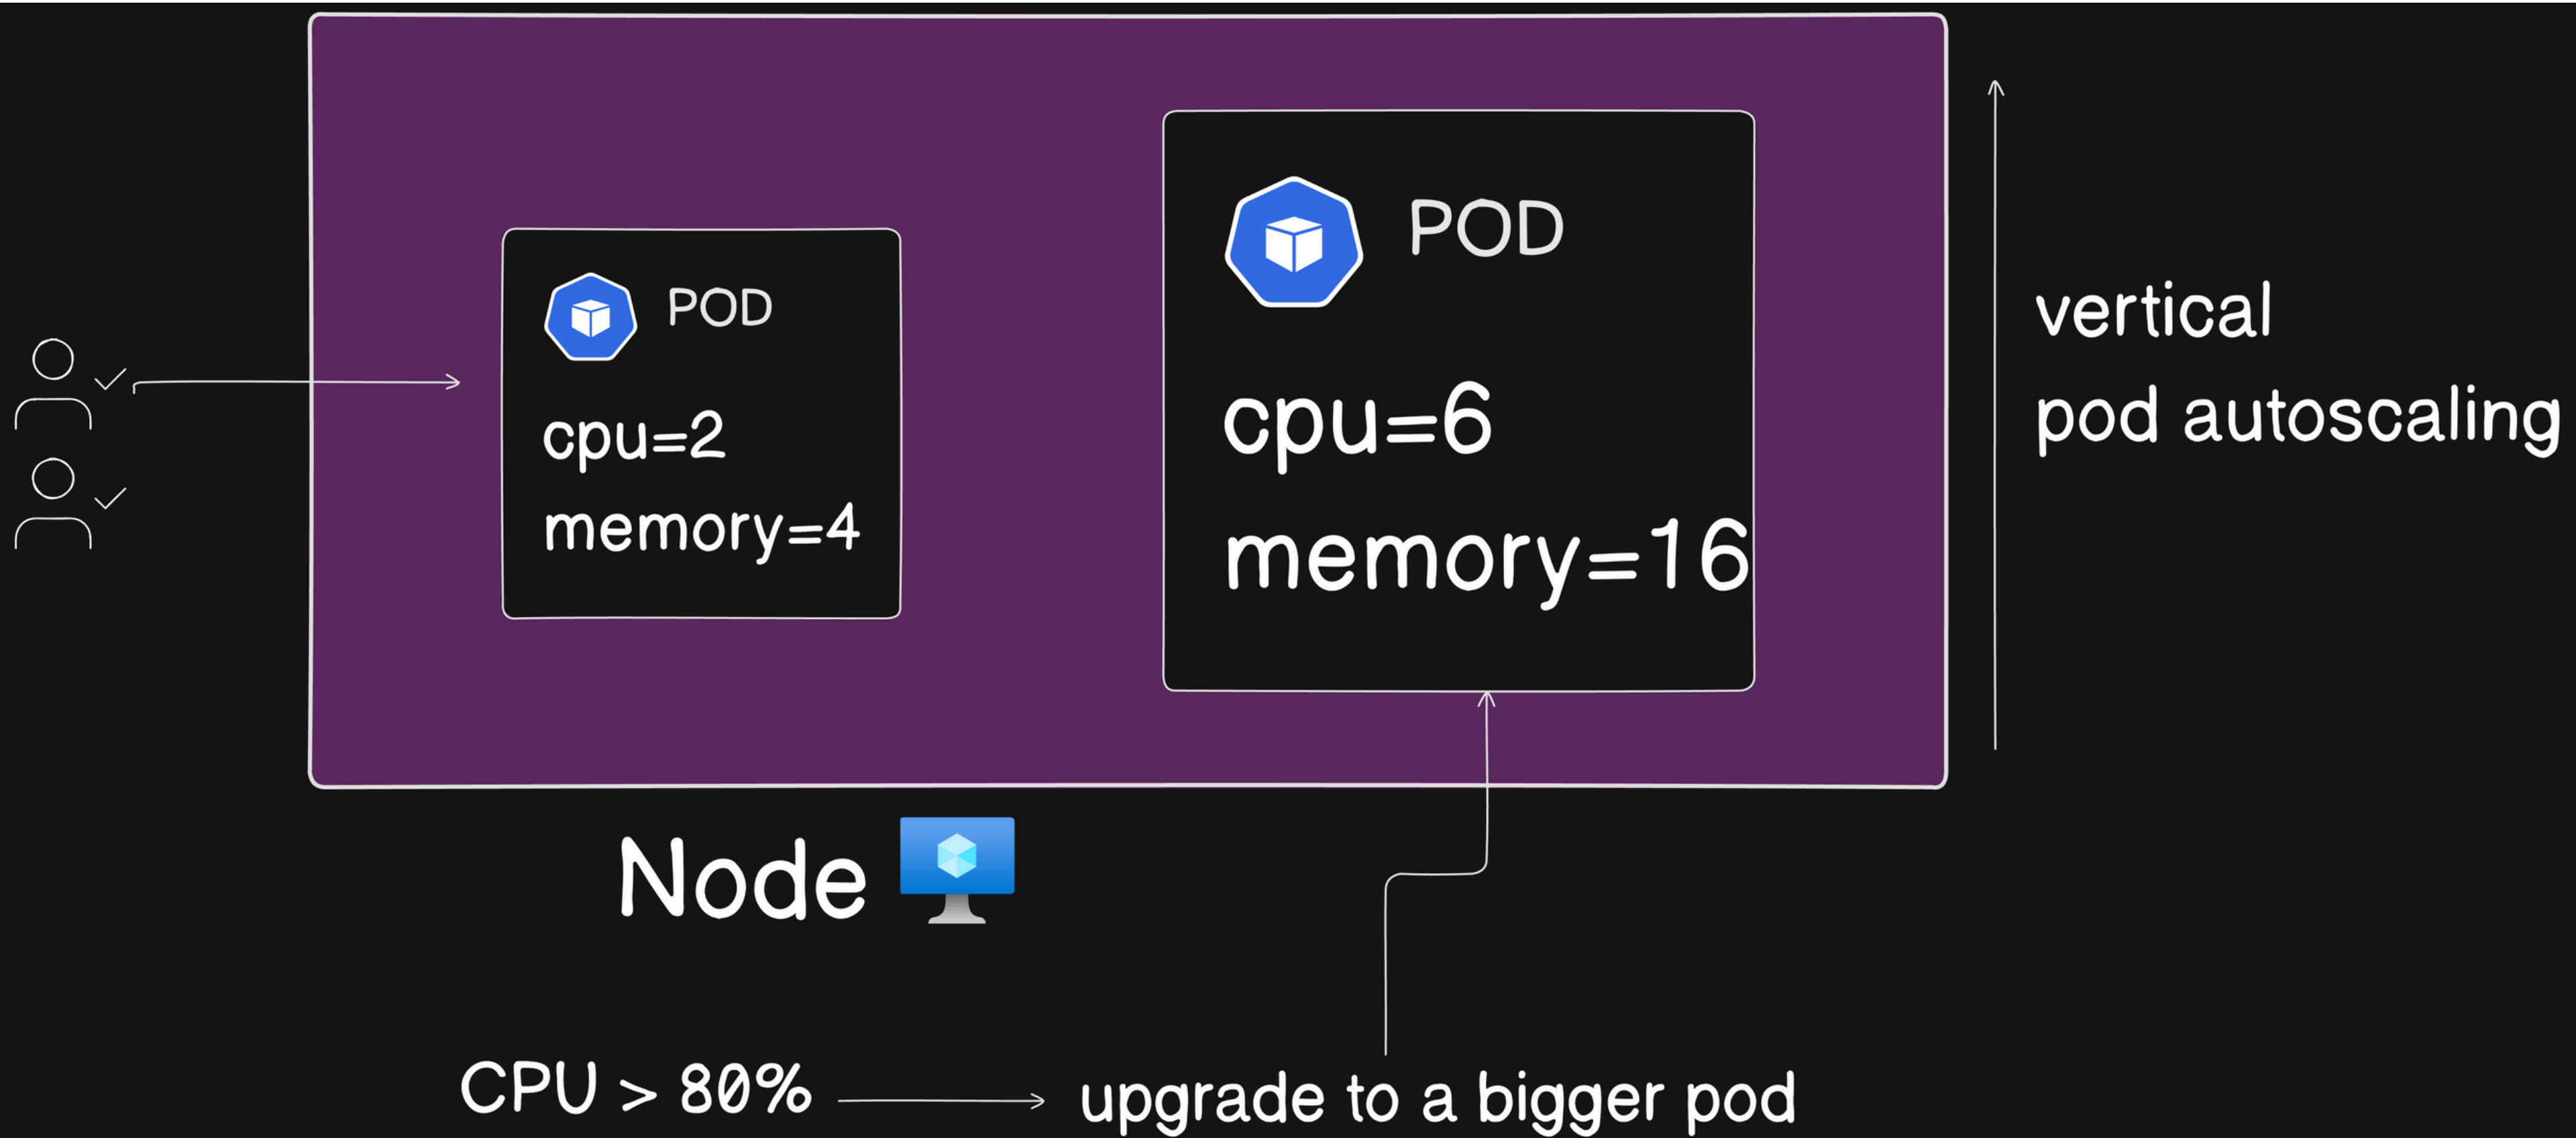 POD
cpu=2
memory=4
POD
cpu=6
memory=16
vertical
pod autoscaling
Node
CPU > 80%
upgrade to a bigger pod